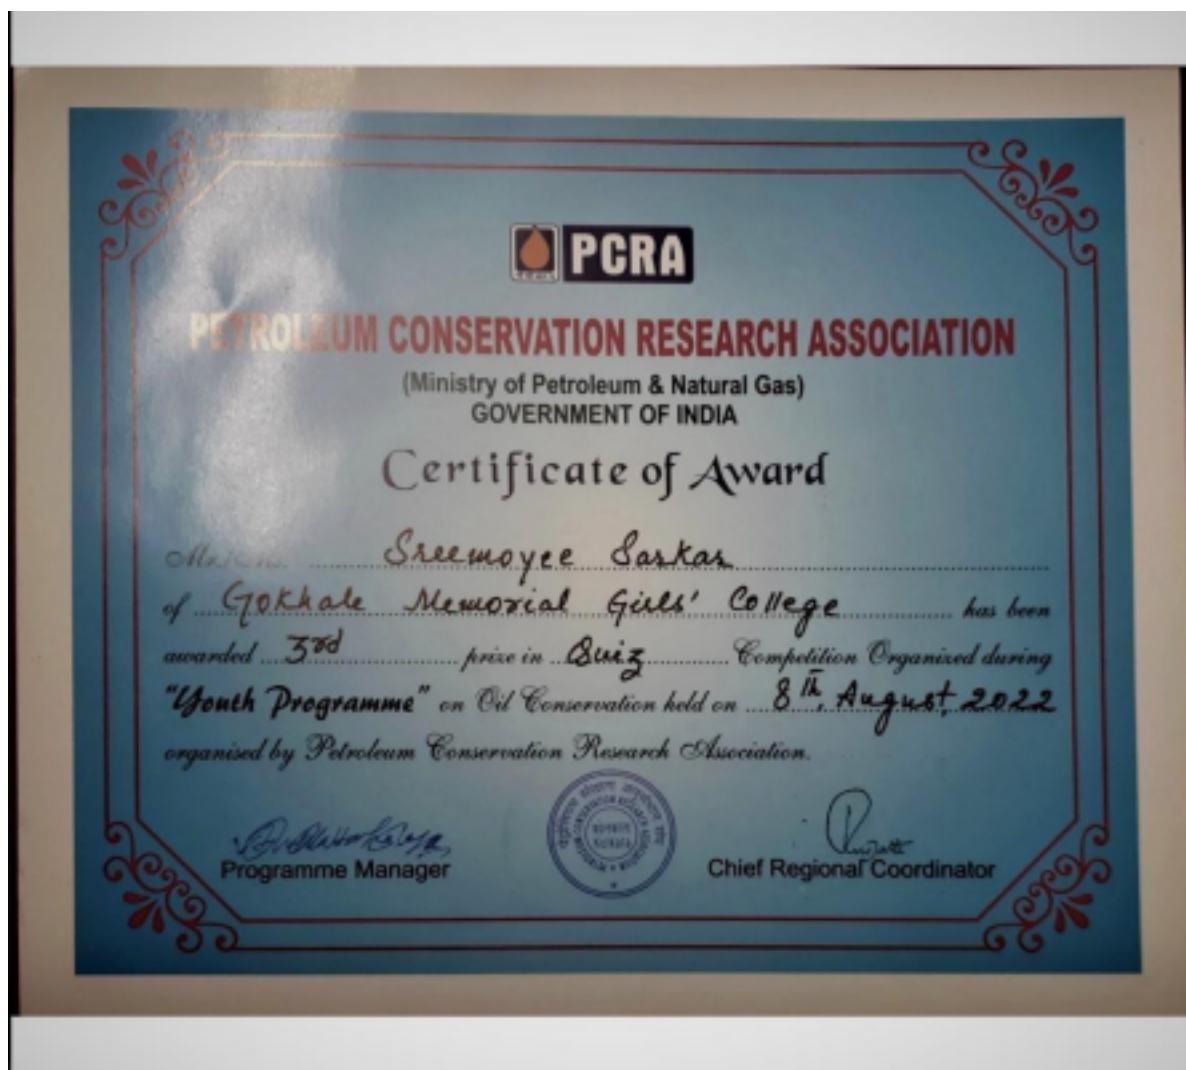 PCRA
PETROLEUM CONSERVATION RESEARCH ASSOCIATION
(Ministry of Petroleum & Natural Gas)
GOVERNMENT OF INDIA
Certificate of Award
Sreemoyee Sarkar
of Gokhale Memorial Girls' College has been
awarded 3rd prize in Quiz Competition Organized during
"Youth Programme" on Oil Conservation held on 8th, August, 2022
organised by Petroleum Conservation Research Association.
Programme Manager
Chief Regional Coordinator